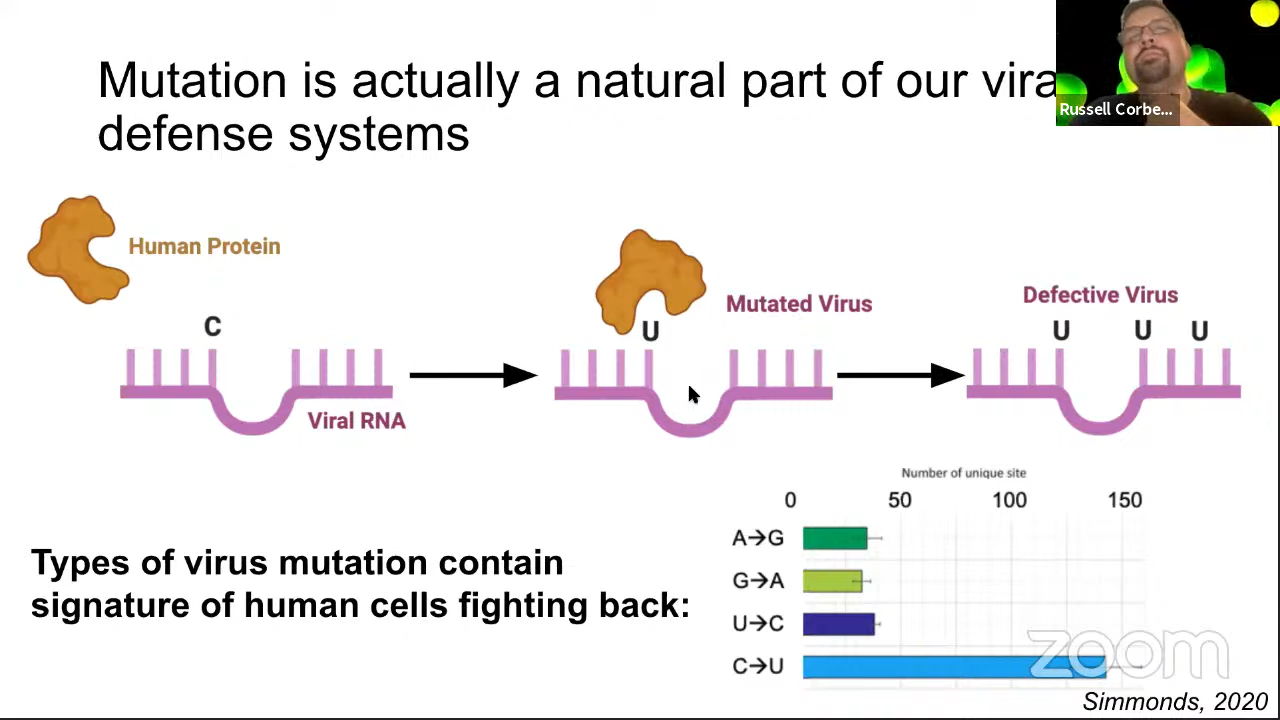 Mutation is actually a natural part of our vira
defense systems
Russell Corbe...
Human Protein
C
Viral RNA
U
Mutated Virus
Defective Virus
U U U
Number of unique site
0 50 100 150
A→G
G→A
U→C
C→U
Types of virus mutation contain
signature of human cells fighting back:
zoom
Simmonds, 2020